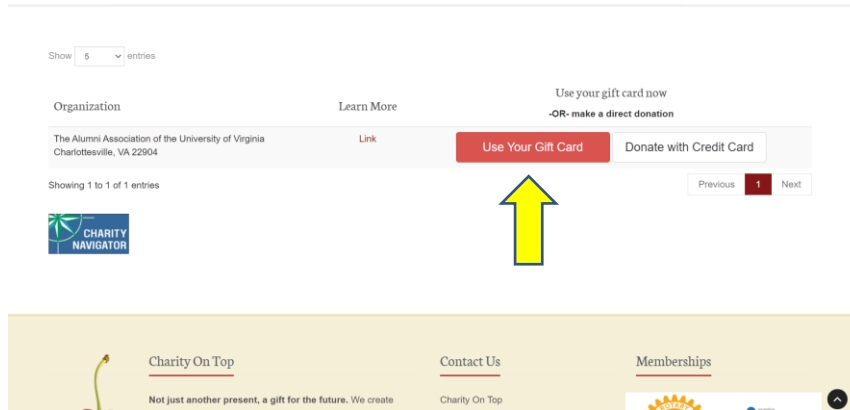 Show 5 entries
Use your gift card now
Organization Learn More -OR- make a direct donation
The Alumni Association of the University of Virginia Link Use Your Gift Card Donate with Credit Card
Charlottesville, VA 22904
Showing 1 to 1 of 1 entries Previous 1 Next
CHARITY
NAVIGATOR
Charity On Top Contact Us Memberships
Not just another present, a gift for the future. We create Charity On Top
ROTARY